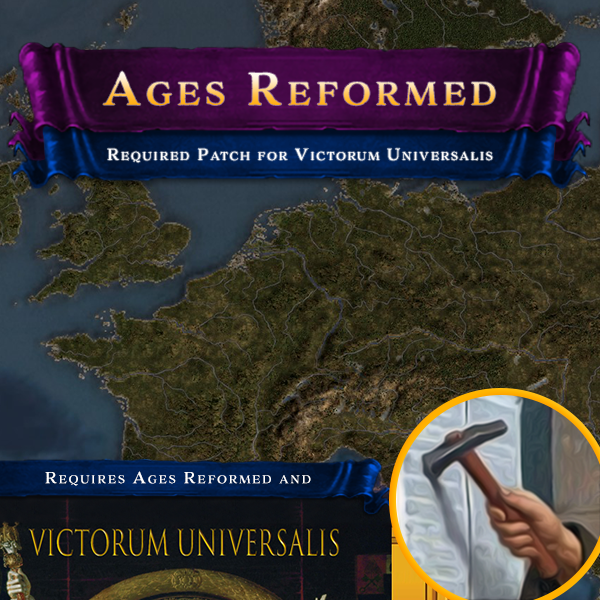 AGES REFORMED
REQUIRED PATCH FOR VICTORUM UNIVERSALIS
REQUIRES AGES REFORMED AND
VICTORUM UNIVERSALIS